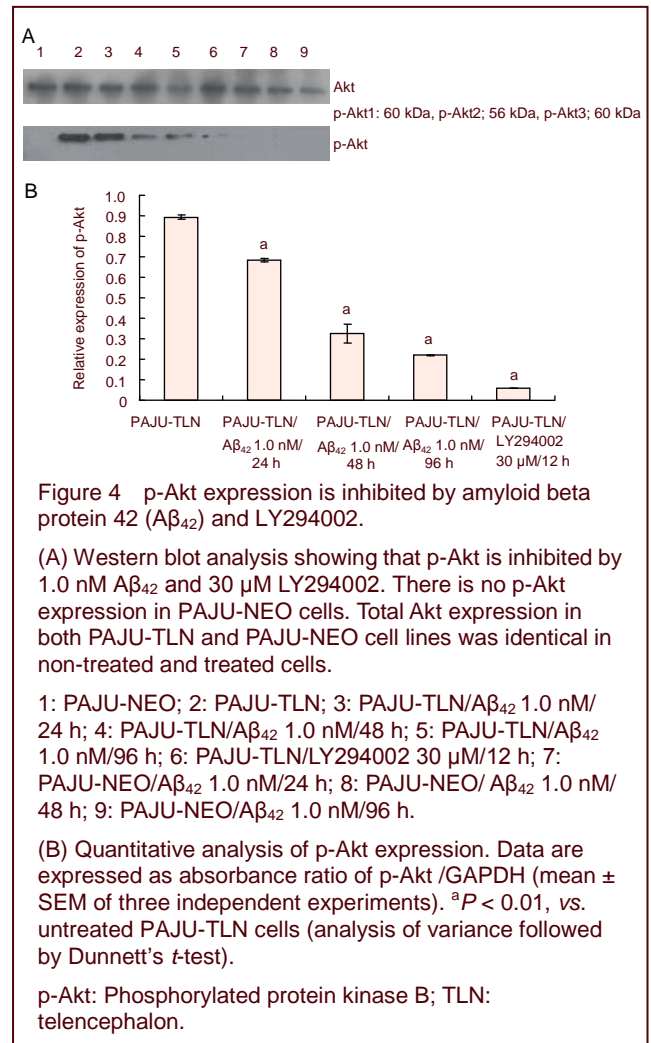 A
1 2 3 4 5 6 7 8 9
Akt
p-Akt1: 60 kDa, p-Akt2; 56 kDa, p-Akt3; 60 kDa
p-Akt
B
Relative expression of p-Akt
1.0
0.9
0.8
0.7
0.6
0.5
0.4
0.3
0.2
0.1
0
a
a
a
a
PAJU-TLN
PAJU-TLN/
Aβ₄₂ 1.0 nM/
24 h
PAJU-TLN/
Aβ₄₂ 1.0 nM/
48 h
PAJU-TLN/
Aβ₄₂ 1.0 nM/
96 h
PAJU-TLN/
LY294002
30 µM/12 h
Figure 4 p-Akt expression is inhibited by amyloid beta
protein 42 (Aβ₄₂) and LY294002.
(A) Western blot analysis showing that p-Akt is inhibited by
1.0 nM Aβ₄₂ and 30 µM LY294002. There is no p-Akt
expression in PAJU-NEO cells. Total Akt expression in
both PAJU-TLN and PAJU-NEO cell lines was identical in
non-treated and treated cells.
1: PAJU-NEO; 2: PAJU-TLN; 3: PAJU-TLN/Aβ₄₂ 1.0 nM/
24 h; 4: PAJU-TLN/Aβ₄₂ 1.0 nM/48 h; 5: PAJU-TLN/Aβ₄₂
1.0 nM/96 h; 6: PAJU-TLN/LY294002 30 µM/12 h; 7:
PAJU-NEO/Aβ₄₂ 1.0 nM/24 h; 8: PAJU-NEO/ Aβ₄₂ 1.0 nM/
48 h; 9: PAJU-NEO/Aβ₄₂ 1.0 nM/96 h.
(B) Quantitative analysis of p-Akt expression. Data are
expressed as absorbance ratio of p-Akt /GAPDH (mean ±
SEM of three independent experiments). ᵃP < 0.01, vs.
untreated PAJU-TLN cells (analysis of variance followed
by Dunnett's t-test).
p-Akt: Phosphorylated protein kinase B; TLN:
telencephalon.